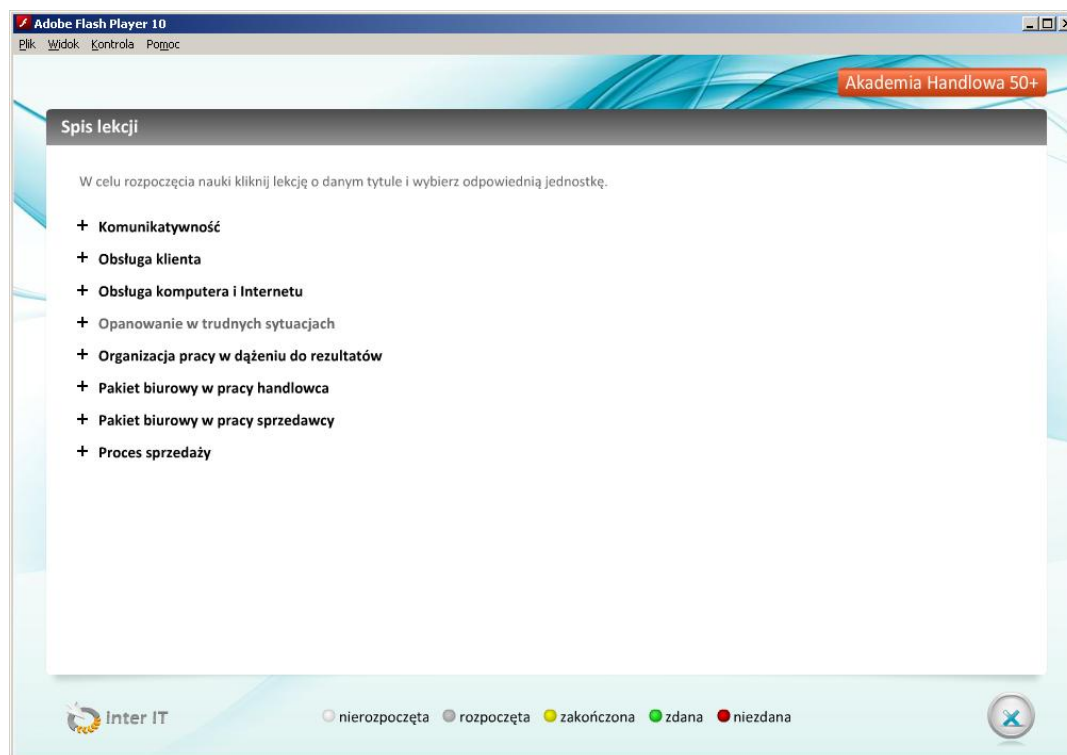 Adobe Flash Player 10
Plik Widok Kontrola Pomoc
Akademia Handlowa 50+
Spis lekcji
W celu rozpoczęcia nauki kliknij lekcję o danym tytule i wybierz odpowiednią jednostkę.
+ Komunikatywność
+ Obsługa klienta
+ Obsługa komputera i Internetu
+ Opanowanie w trudnych sytuacjach
+ Organizacja pracy w dążeniu do rezultatów
+ Pakiet biurowy w pracy handlowca
+ Pakiet biurowy w pracy sprzedawcy
+ Proces sprzedaży
inter IT
nierozpoczęta rozpoczęta zakończona zdana niezdana